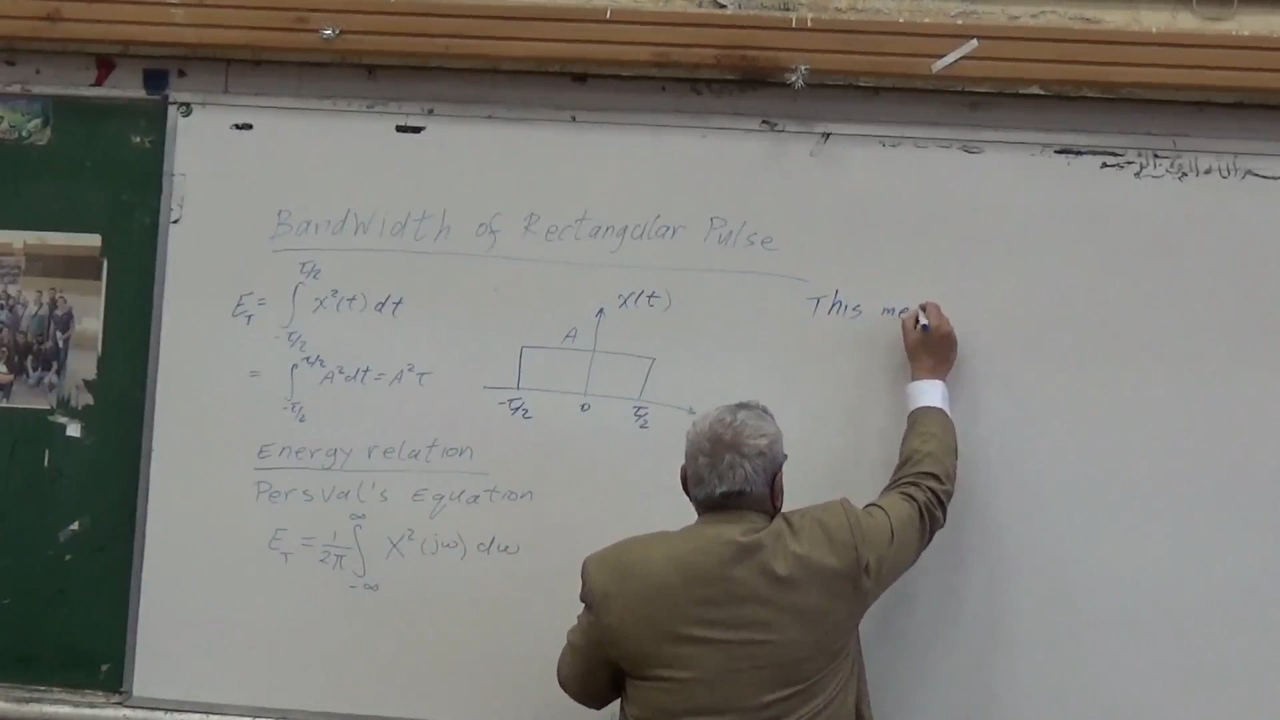 BandWidth of Rectangular Pulse
E_T = ∫_{-τ/2}^{τ/2} x²(t) dt
= ∫_{-τ/2}^{τ/2} A² dt = A² τ
x(t)
A
-τ/2 0 τ/2
This me
Energy relation
Persval's Equation
E_T = 1/2π ∫_{-∞}^{∞} X²(jω) dω